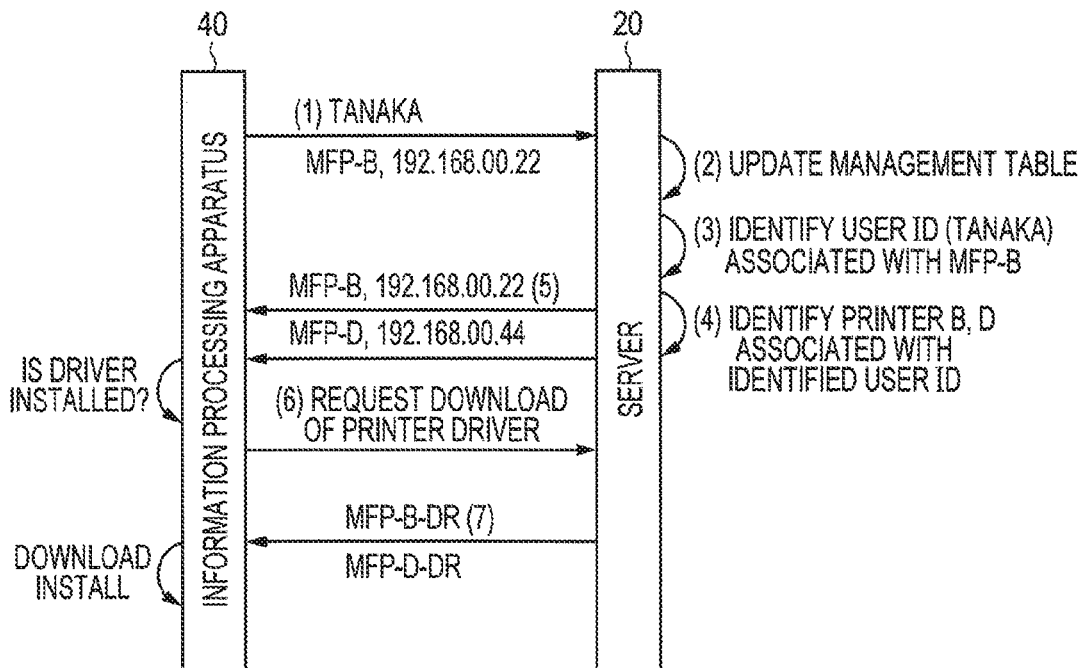 40
20
(1) TANAKA
MFP-B, 192.168.00.22
(2) UPDATE MANAGEMENT TABLE
(3) IDENTIFY USER ID (TANAKA)
ASSOCIATED WITH MFP-B
MFP-B, 192.168.00.22 (5)
MFP-D, 192.168.00.44
(4) IDENTIFY PRINTER B, D
ASSOCIATED WITH
IDENTIFIED USER ID
INFORMATION PROCESSING APPARATUS
SERVER
IS DRIVER
INSTALLED?
(6) REQUEST DOWNLOAD
OF PRINTER DRIVER
MFP-B-DR (7)
MFP-D-DR
DOWNLOAD
INSTALL